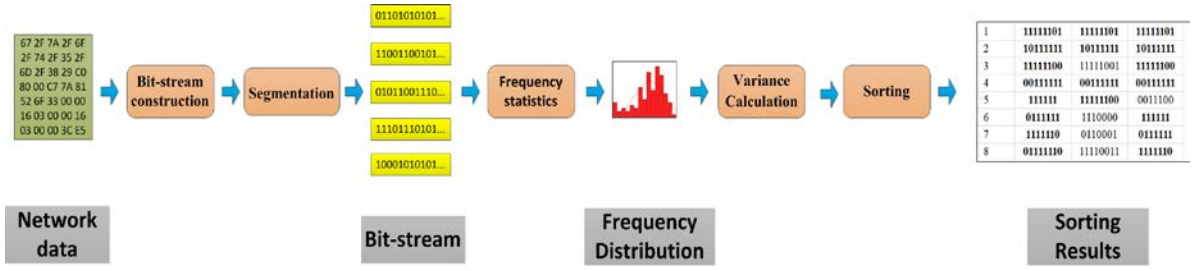 67 2F 7A 2F 6F
2F 74 2F 35 2F
6D 2F 38 29 C0
80 00 C7 7A 81
52 6F 33 00 00
16 03 00 00 16
03 00 00 3C E5
Bit-stream
construction
Segmentation
01101010101...
11001100101...
01011001110...
11101110101...
10001010101...
Frequency
statistics
Variance
Calculation
Sorting
1 11111101 11111101 11111101
2 10111111 10111111 10111111
3 11111100 11111001 11111100
4 00111111 00111111 00111111
5 111111 11111100 0011100
6 0111111 1110000 111111
7 1111110 0110001 0111111
8 01111110 11110011 1111110
Network
data
Bit-stream
Frequency
Distribution
Sorting
Results